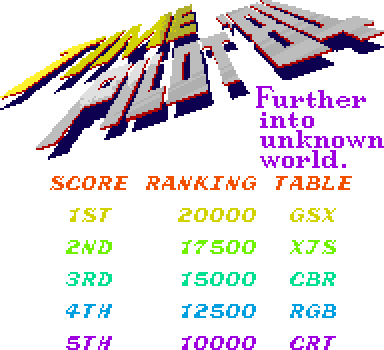 TIME
PILOT '84
Further
into
unknown
world.
SCORE RANKING TABLE
1ST 20000 GSX
2ND 17500 XJS
3RD 15000 CBR
4TH 12500 RGB
5TH 10000 CRT